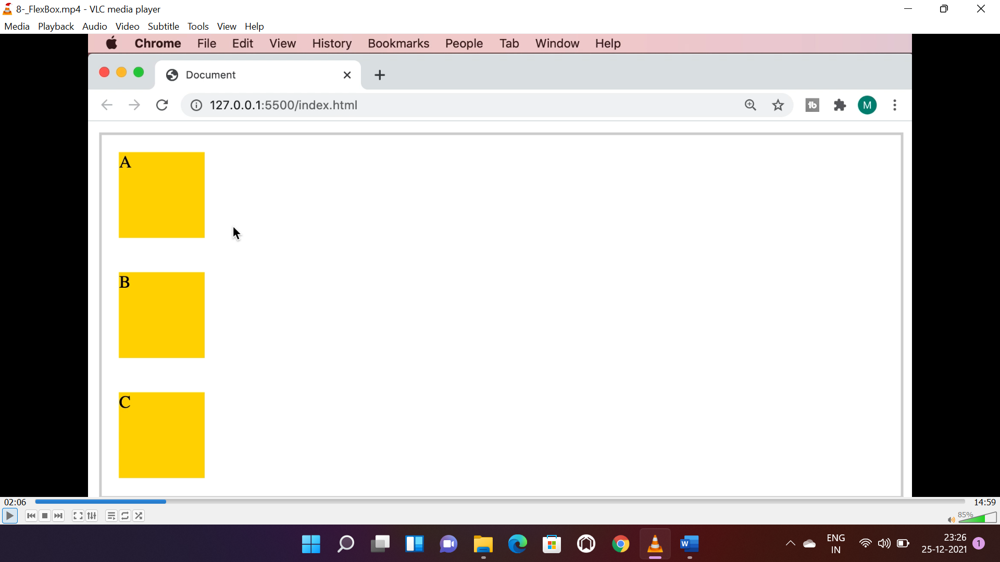 8-_FlexBox.mp4 - VLC media player
Media Playback Audio Video Subtitle Tools View Help
Chrome File Edit View History Bookmarks People Tab Window Help
Document
127.0.0.1:5500/index.html
M
A
B
C
02:06
14:59
85%
W
ENG
IN
23:26
25-12-2021
1